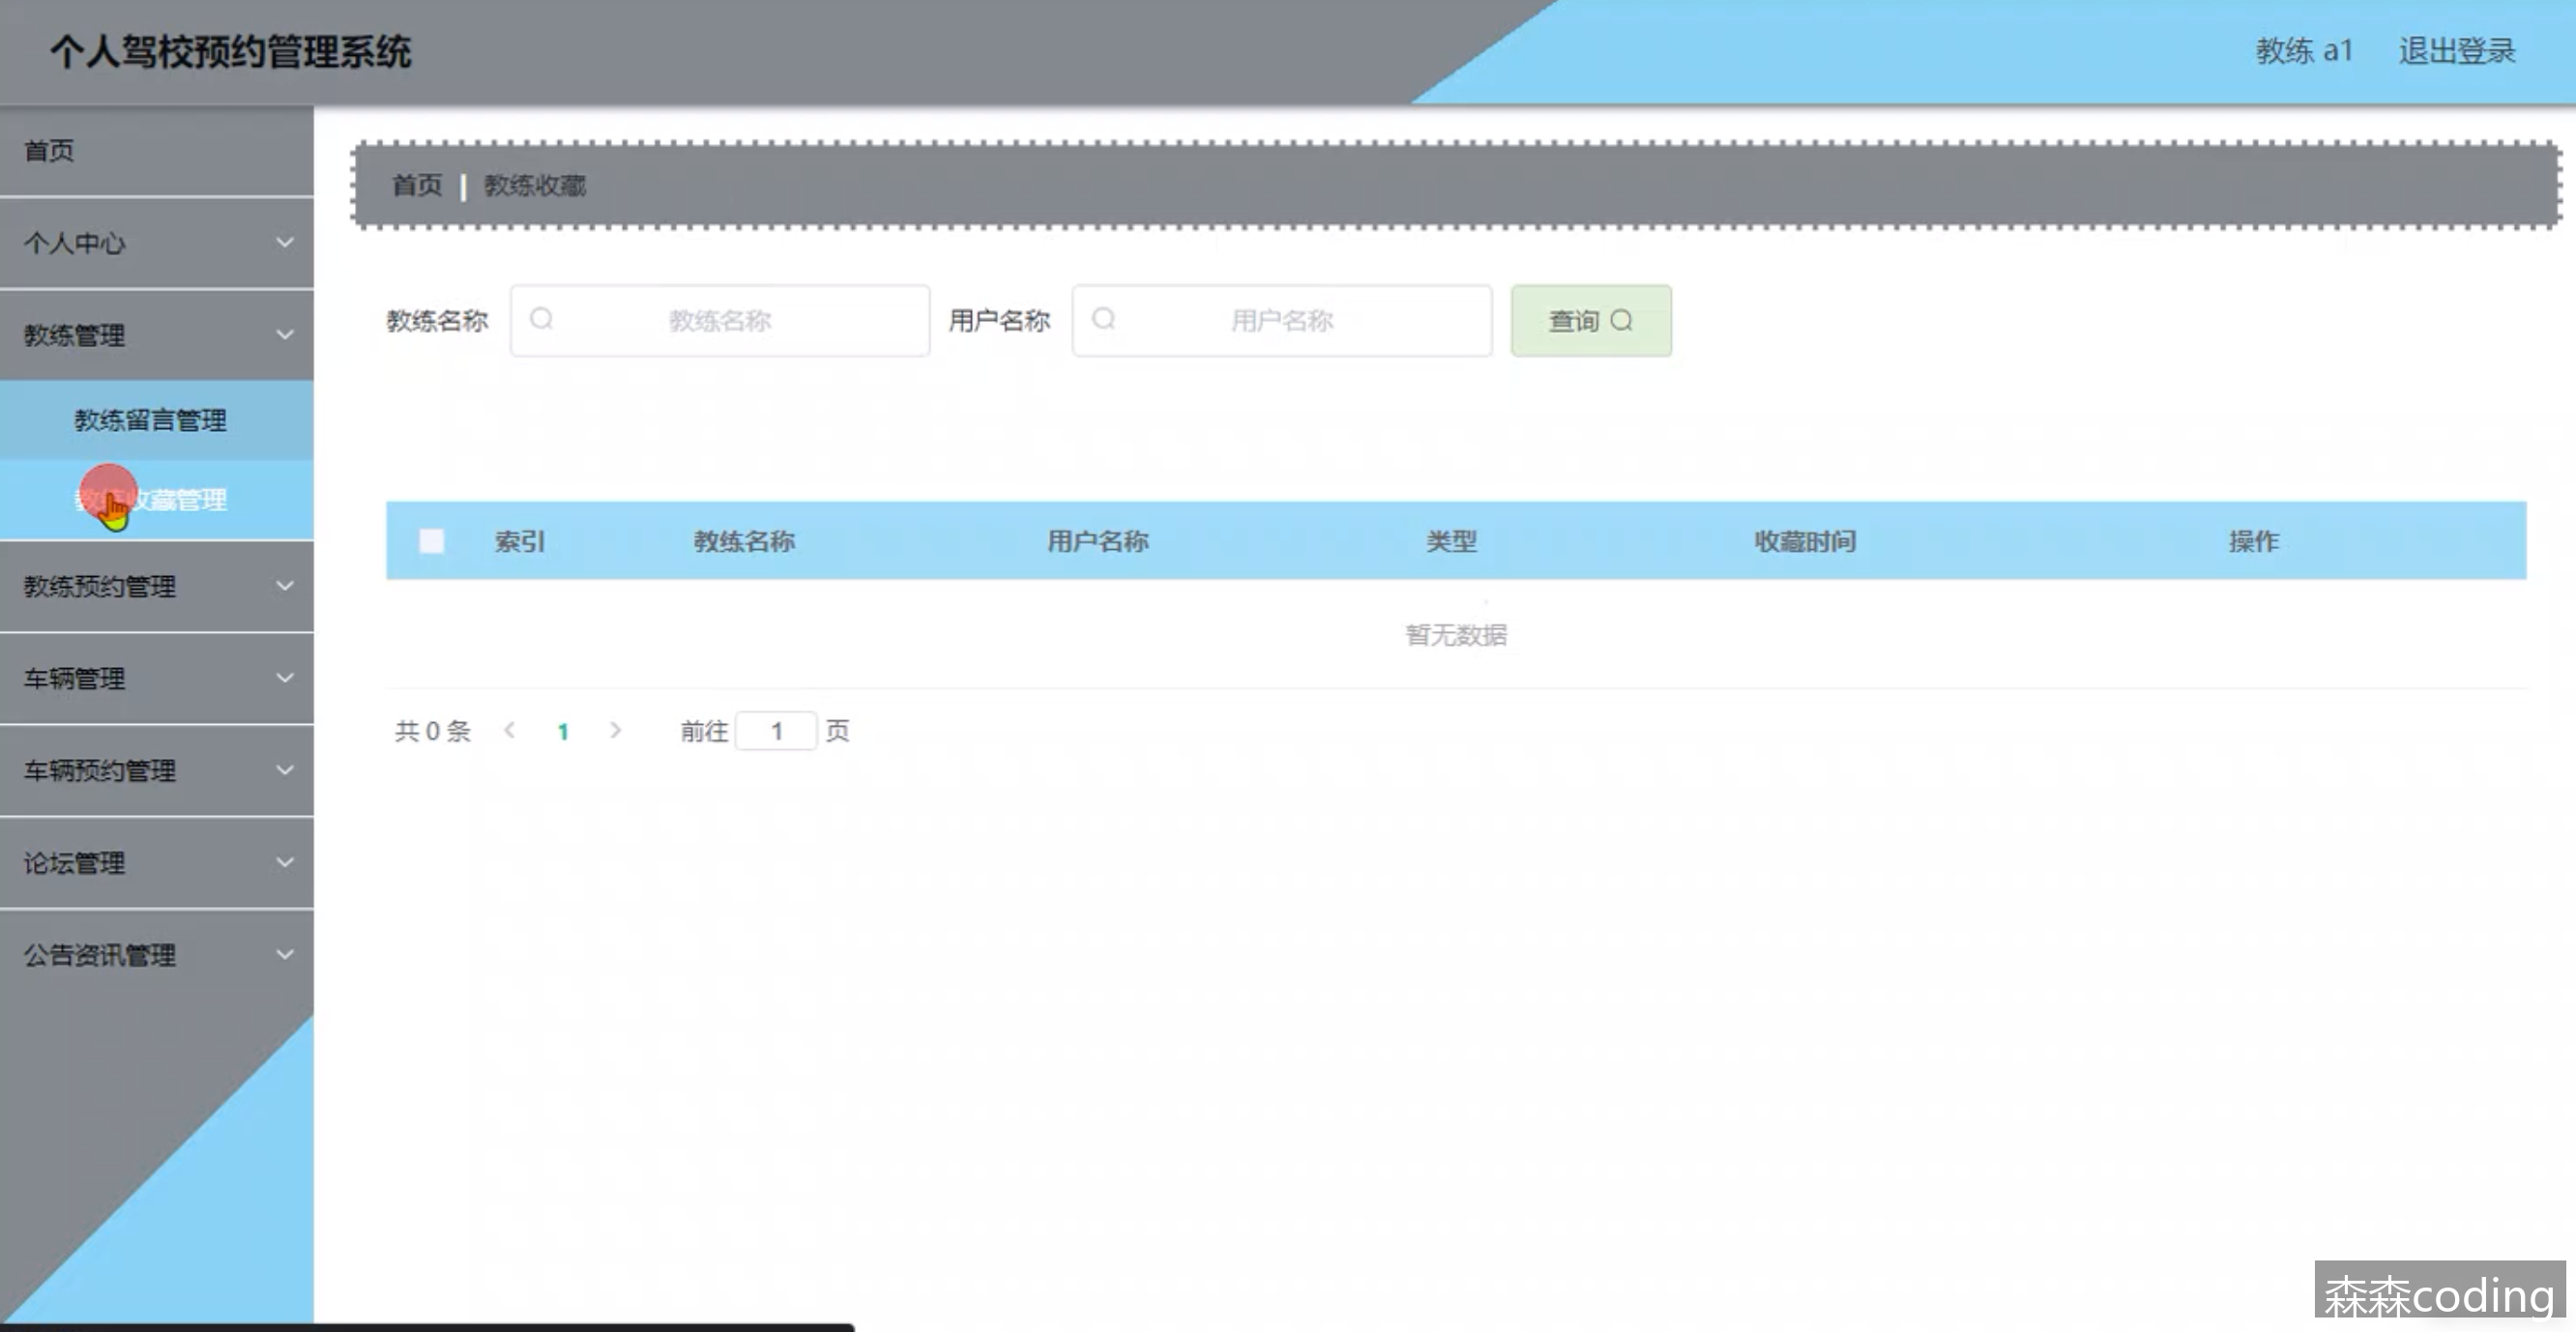 个人驾校预约管理系统
教练 a1 退出登录
首页
个人中心
教练管理
教练留言管理
教练收藏管理
教练预约管理
车辆管理
车辆预约管理
论坛管理
公告资讯管理
首页 | 教练收藏
教练名称 教练名称 用户名称 用户名称 查询
索引 教练名称 用户名称 类型 收藏时间 操作
暂无数据
共 0 条 1 前往 1 页
森森coding